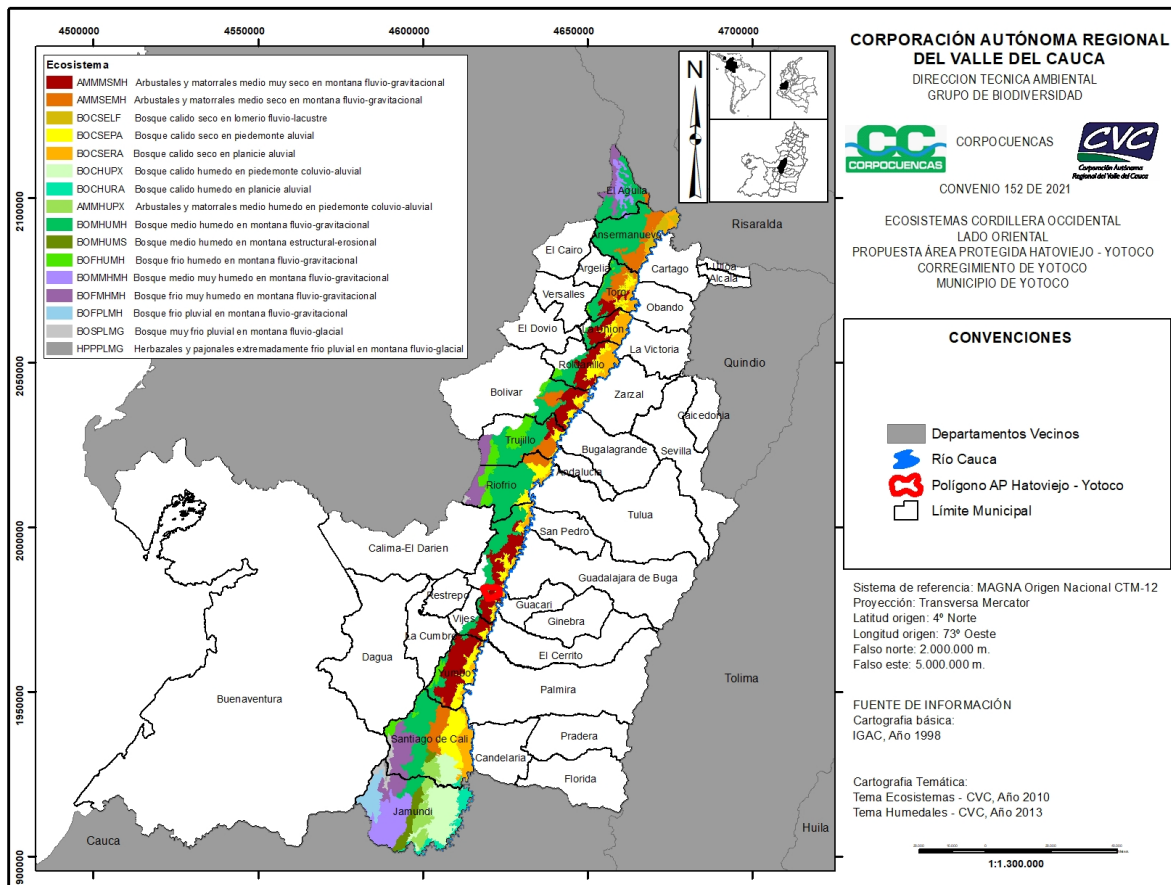 4500000 4550000 4600000 4650000 4700000
2100000
2050000
2000000
1950000
900000
Ecosistema
AMMMSMH Arbustales y matorrales medio muy seco en montana fluvio-gravitacional
AMMSEMH Arbustales y matorrales medio seco en montana fluvio-gravitacional
BOCSELF Bosque calido seco en lomerio fluvio-lacustre
BOCSEPA Bosque calido seco en piedemonte aluvial
BOCSERA Bosque calido seco en planicie aluvial
BOCHUPX Bosque calido humedo en piedemonte coluvio-aluvial
BOCHURA Bosque calido humedo en planicie aluvial
AMMHUPX Arbustales y matorrales medio humedo en piedemonte coluvio-aluvial
BOMHUMH Bosque medio humedo en montana fluvio-gravitacional
BOMHUMS Bosque medio humedo en montana estructural-erosional
BOFHUMH Bosque frio humedo en montana fluvio-gravitacional
BOMMHMH Bosque medio muy humedo en montana fluvio-gravitacional
BOFMHMH Bosque frio muy humedo en montana fluvio-gravitacional
BOFPLMH Bosque frio pluvial en montana fluvio-gravitacional
BOSPLMG Bosque muy frio pluvial en montana fluvio-glacial
HPPPLMG Herbazales y pajonales extremadamente frio pluvial en montana fluvio-glacial
N
El Aguila
Risaralda
Ansermanuevo
El Cairo
Argelia
Cartago
Ulloa
Alcala
Versalles
Toro
Obando
El Dovio
La Union
La Victoria
Roldanillo
Quindio
Bolivar
Zarzal
Caicedonia
Trujillo
Bugalagrande
Sevilla
Andalucia
Riofrio
Tulua
San Pedro
Calima-El Darien
Guadalajara de Buga
Restrepo
Guacari
Vijes
Ginebra
La Cumbre
El Cerrito
Dagua
Yumbo
Tolima
Buenaventura
Palmira
Santiago de Cali
Pradera
Candelaria
Florida
Jamundi
Cauca
Huila
CORPORACIÓN AUTÓNOMA REGIONAL
DEL VALLE DEL CAUCA
DIRECCION TECNICA AMBIENTAL
GRUPO DE BIODIVERSIDAD
CC
CORPOCUENCAS
CORPOCUENCAS
CVC
Corporación Autónoma
Regional del Valle del Cauca
CONVENIO 152 DE 2021
ECOSISTEMAS CORDILLERA OCCIDENTAL
LADO ORIENTAL
PROPUESTA ÁREA PROTEGIDA HATOVIEJO - YOTOCO
CORREGIMIENTO DE YOTOCO
MUNICIPIO DE YOTOCO
CONVENCIONES
Departamentos Vecinos
Río Cauca
Polígono AP Hatoviejo - Yotoco
Límite Municipal
Sistema de referencia: MAGNA Origen Nacional CTM-12
Proyección: Transversa Mercator
Latitud origen: 4º Norte
Longitud origen: 73º Oeste
Falso norte: 2.000.000 m.
Falso este: 5.000.000 m.
FUENTE DE INFORMACIÓN
Cartografia básica:
IGAC, Año 1998
Cartografia Temática:
Tema Ecosistemas - CVC, Año 2010
Tema Humedales - CVC, Año 2013
1:1.300.000